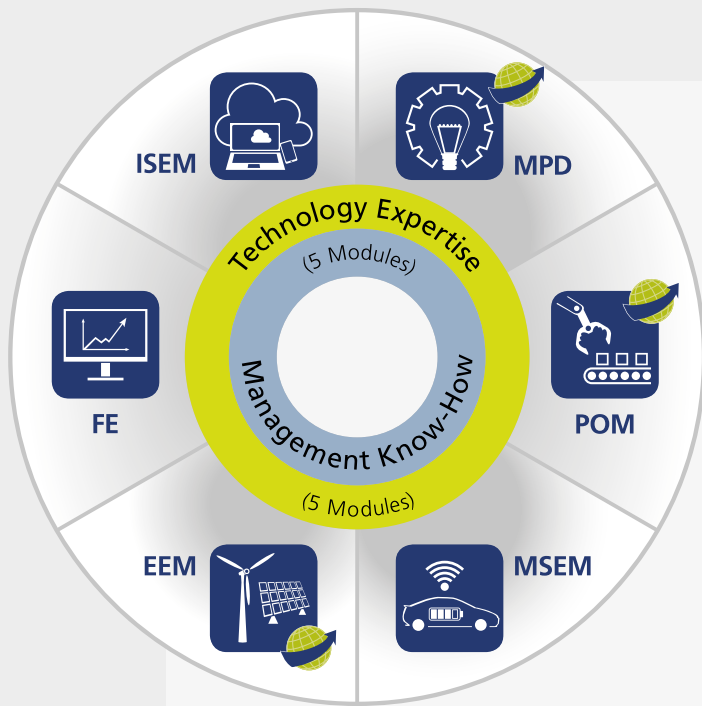 ISEM
MPD
Technology Expertise
(5 Modules)
FE
POM
Management Know-How
(5 Modules)
EEM
MSEM